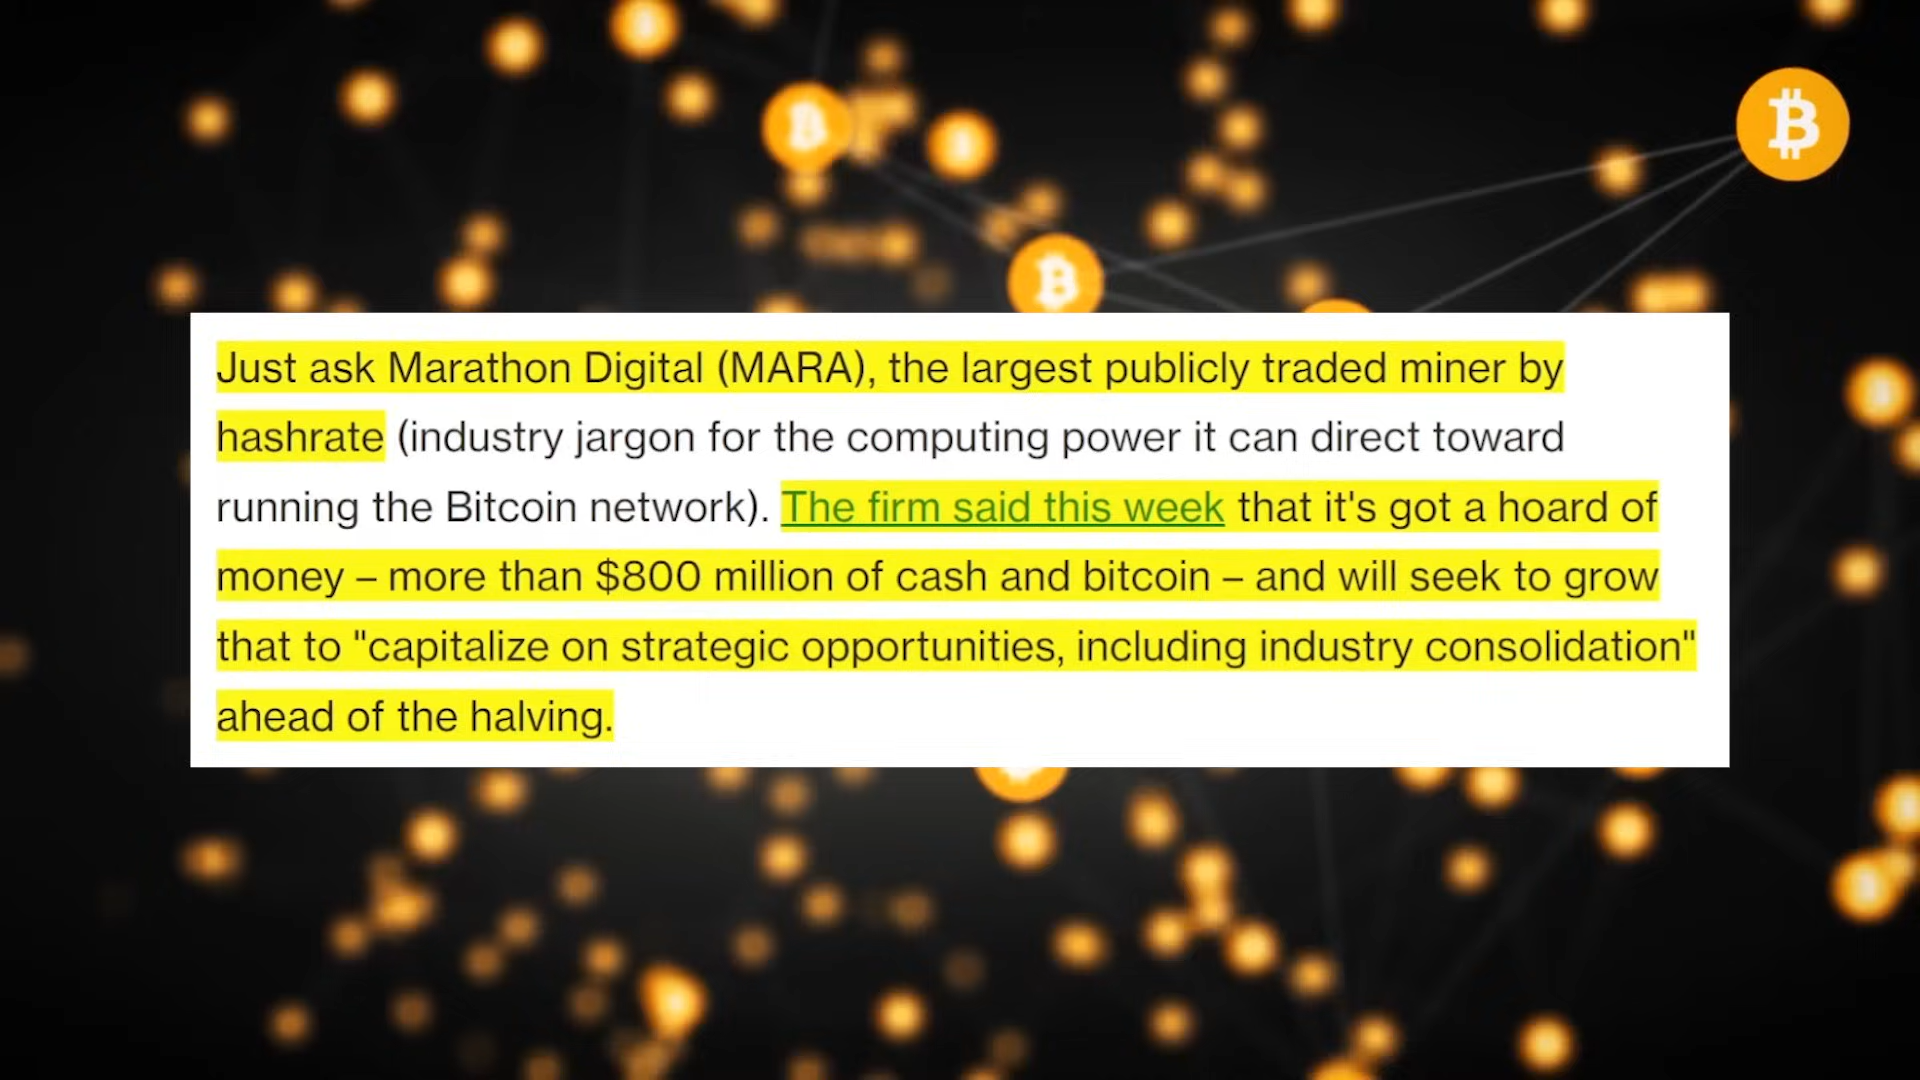 Just ask Marathon Digital (MARA), the largest publicly traded miner by
hashrate (industry jargon for the computing power it can direct toward
running the Bitcoin network). The firm said this week that it's got a hoard of
money – more than $800 million of cash and bitcoin – and will seek to grow
that to "capitalize on strategic opportunities, including industry consolidation"
ahead of the halving.